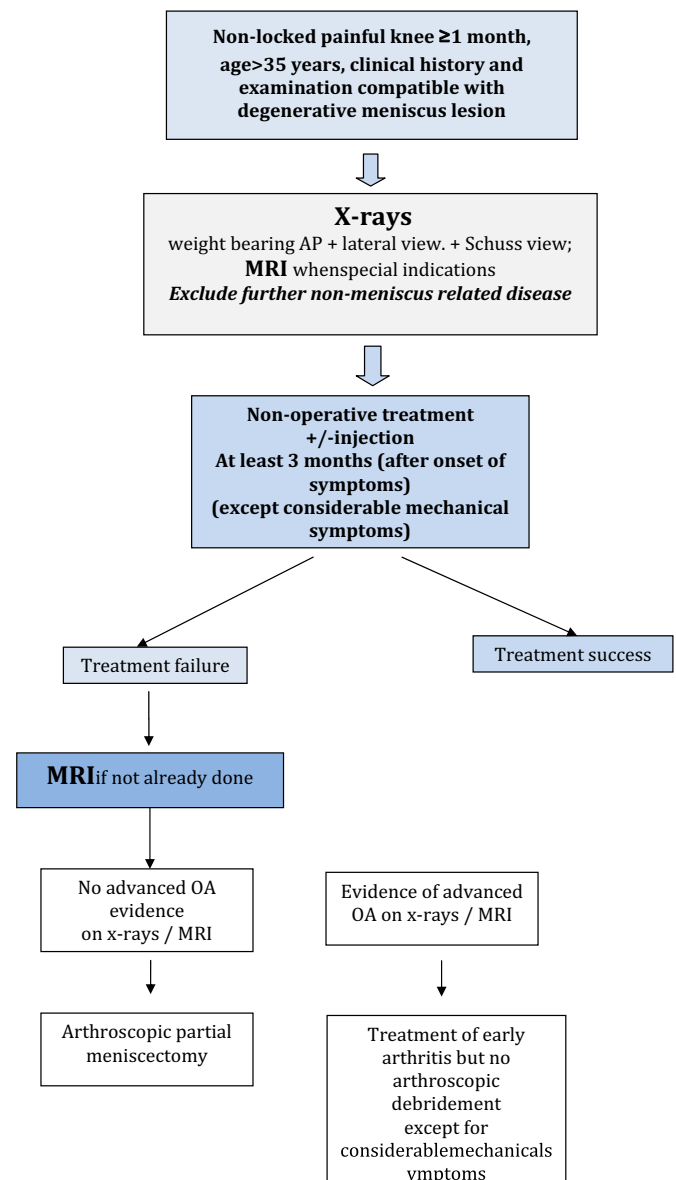 Non-locked painful knee ≥1 month,
age>35 years, clinical history and
examination compatible with
degenerative meniscus lesion
X-rays
weight bearing AP + lateral view. + Schuss view;
MRI whenspecial indications
Exclude further non-meniscus related disease
Non-operative treatment
+/-injection
At least 3 months (after onset of
symptoms)
(except considerable mechanical
symptoms)
Treatment failure
Treatment success
MRIif not already done
No advanced OA
evidence
on x-rays / MRI
Evidence of advanced
OA on x-rays / MRI
Arthroscopic partial
meniscectomy
Treatment of early
arthritis but no
arthroscopic
debridement
except for
considerablemechanicals
ymptoms